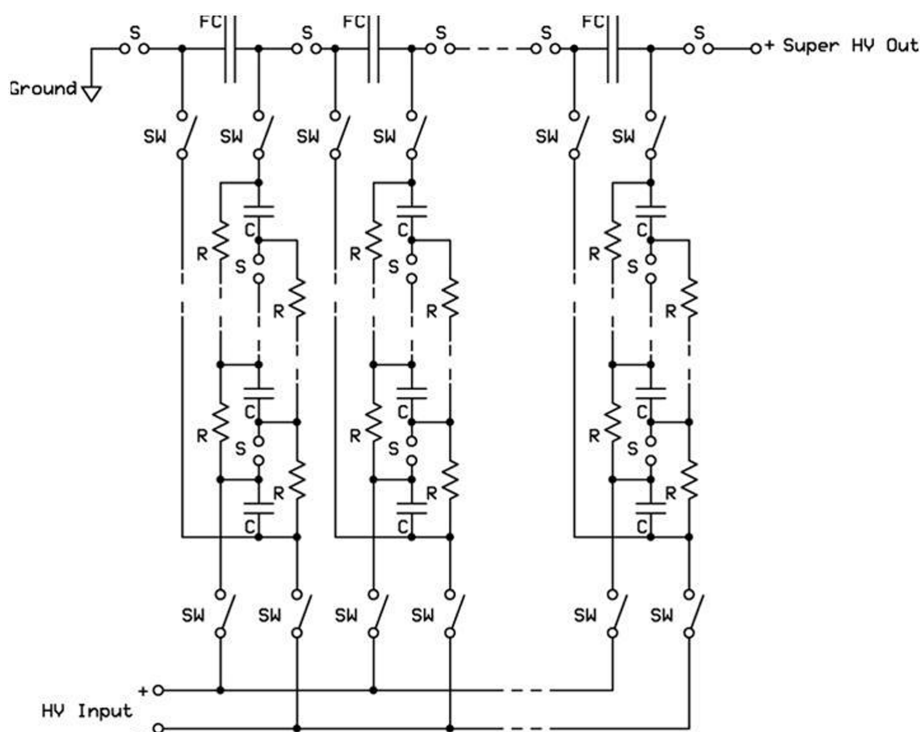 FC FC FC
S S S S S
+ Super HV Out
Ground
SW SW SW SW SW SW
C C C
R R R
S S S
R R R
C C C
R R R
S S S
R R R
C C C
SW SW SW SW SW SW
+
HV Input